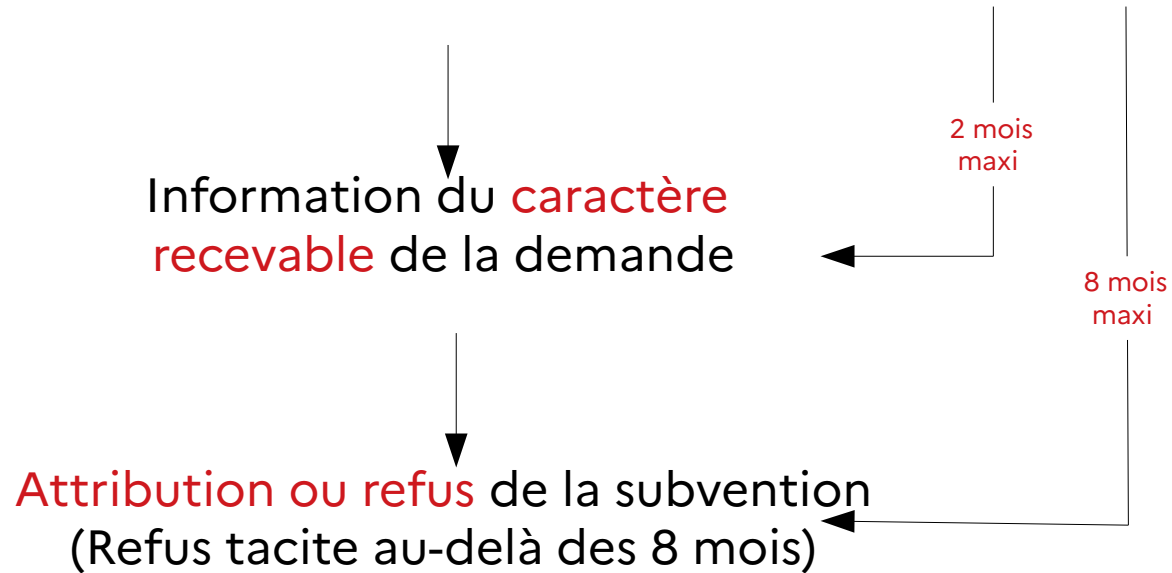 2 mois
maxi
Information du caractère
recevable de la demande
8 mois
maxi
Attribution ou refus de la subvention
(Refus tacite au-delà des 8 mois)